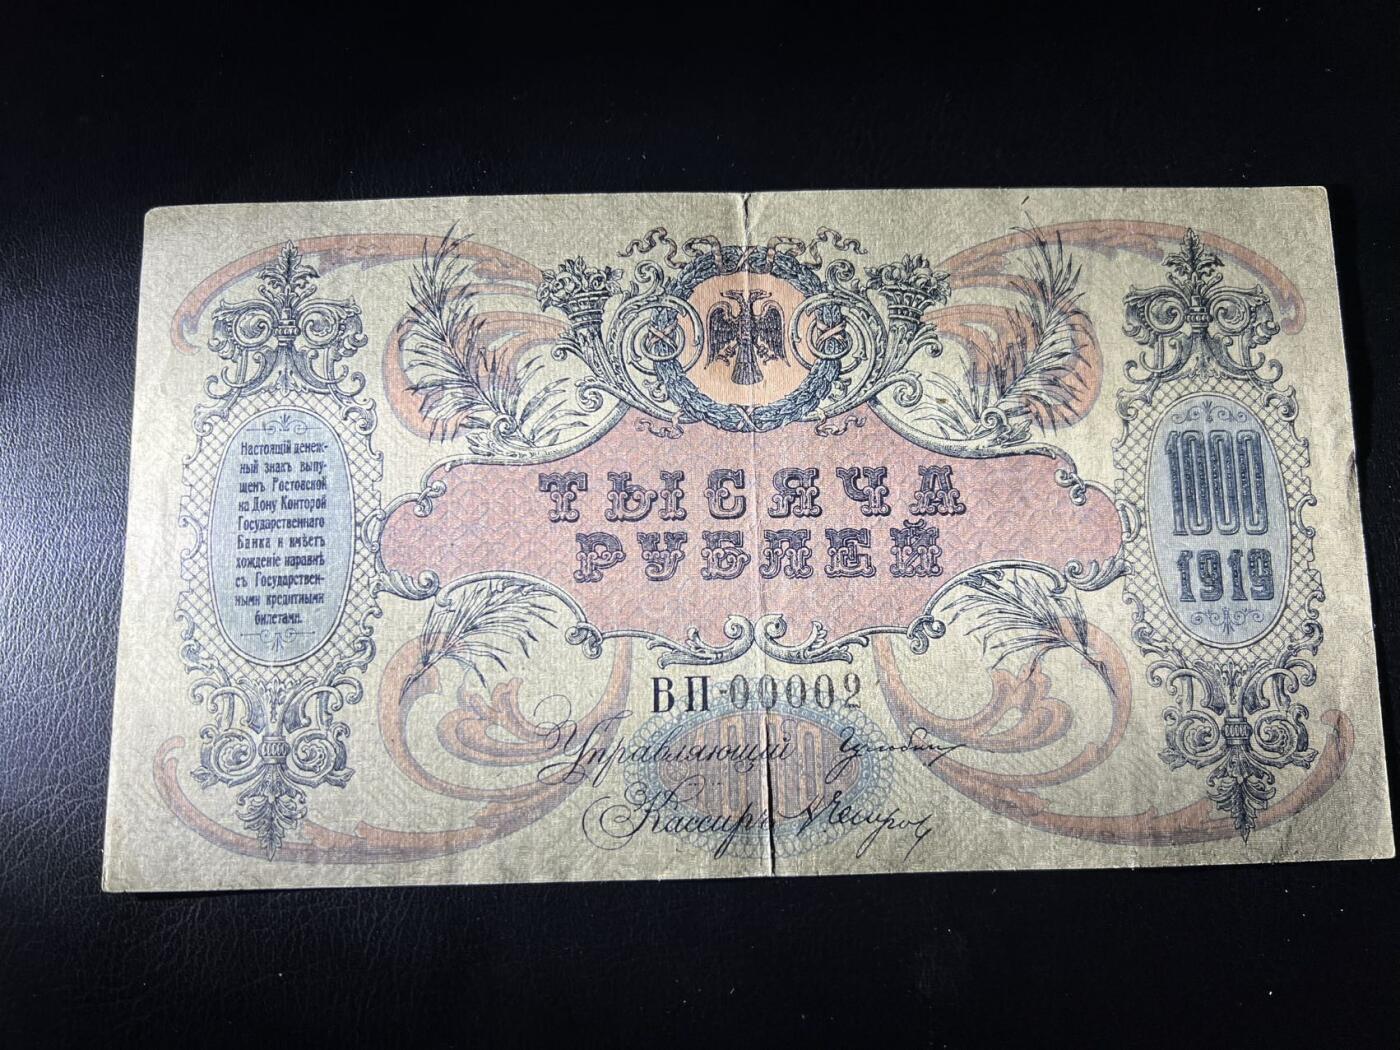 Настоящій денеж-
ный знакъ выпу-
щенъ Ростовской
на Дону Конторой
Государственнаго
Банка и имѣетъ
хожденіе наравнѣ
съ Государствен-
ными кредитными
билетами.
ТЫСЯЧА
РУБЛЕЙ
1000
1919
ВП-00002
Управляющий
Кассиръ